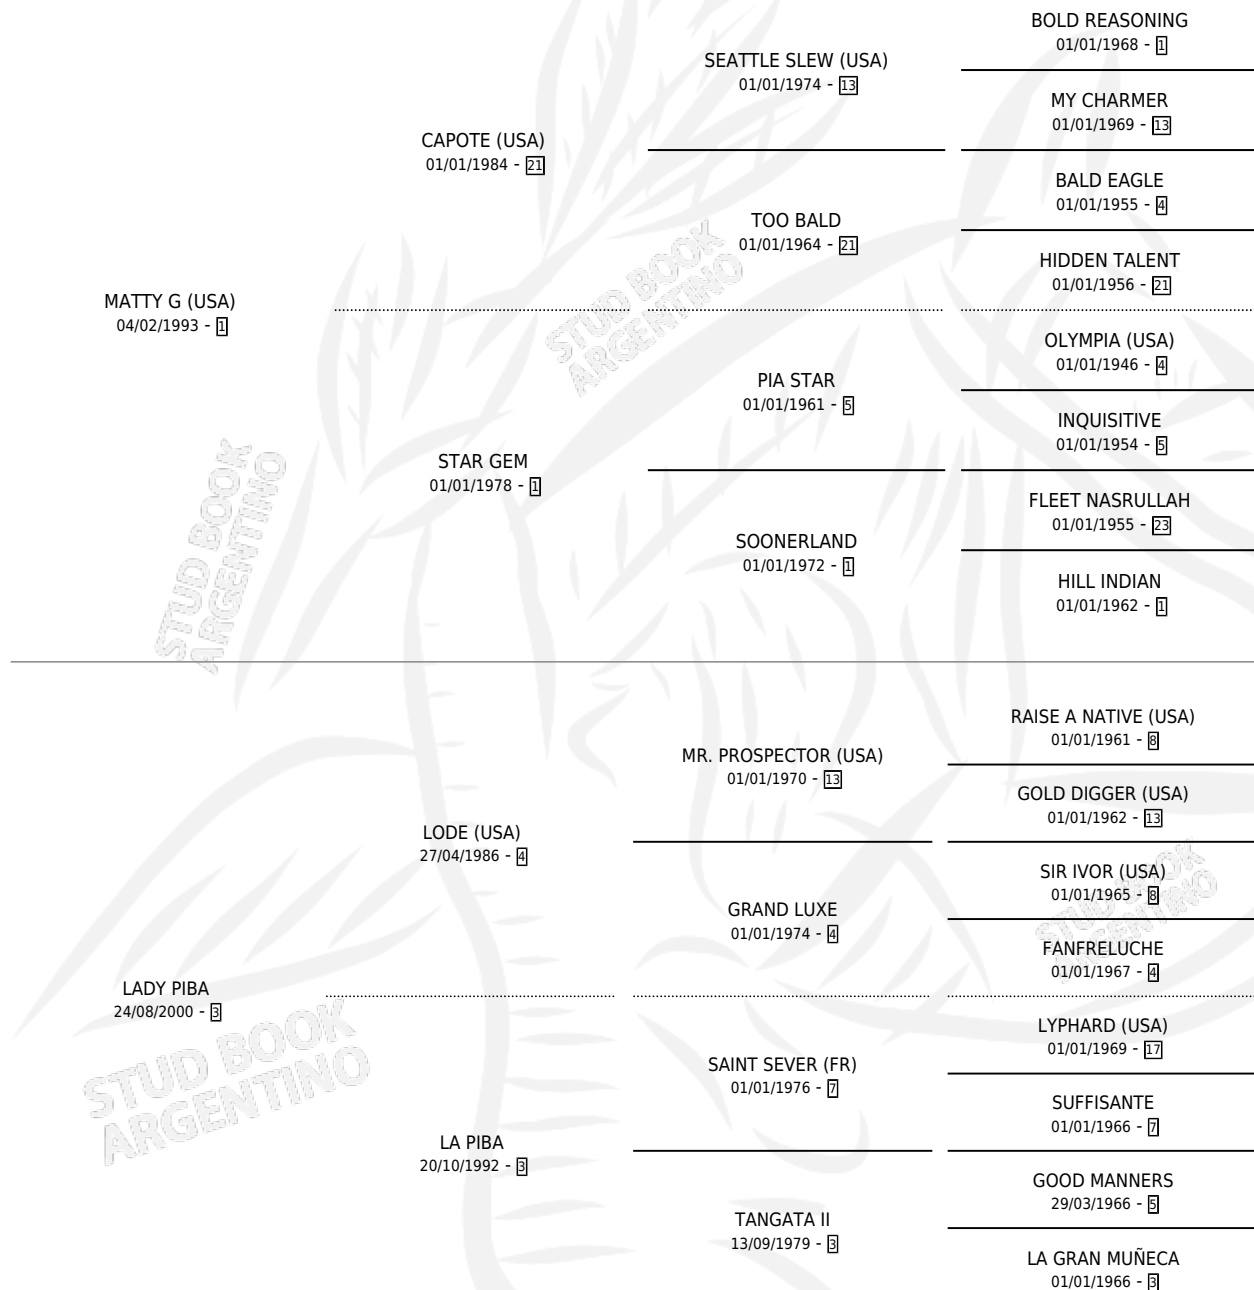 BOLD REASONING
01/01/1968 - 1
SEATTLE SLEW (USA)
01/01/1974 - 13
MY CHARMER
01/01/1969 - 13
CAPOTE (USA)
01/01/1984 - 21
BALD EAGLE
01/01/1955 - 4
TOO BALD
01/01/1964 - 21
HIDDEN TALENT
01/01/1956 - 21
MATTY G (USA)
04/02/1993 - 1
OLYMPIA (USA)
01/01/1946 - 4
PIA STAR
01/01/1961 - 5
INQUISITIVE
01/01/1954 - 5
STAR GEM
01/01/1978 - 1
FLEET NASRULLAH
01/01/1955 - 23
SOONERLAND
01/01/1972 - 1
HILL INDIAN
01/01/1962 - 1
RAISE A NATIVE (USA)
01/01/1961 - 8
MR. PROSPECTOR (USA)
01/01/1970 - 13
GOLD DIGGER (USA)
01/01/1962 - 13
LODE (USA)
27/04/1986 - 4
SIR IVOR (USA)
01/01/1965 - 8
GRAND LUXE
01/01/1974 - 4
FANFRELUCHE
01/01/1967 - 4
LADY PIBA
24/08/2000 - 3
LYPHARD (USA)
01/01/1969 - 17
SAINT SEVER (FR)
01/01/1976 - 7
SUFFISANTE
01/01/1966 - 7
LA PIBA
20/10/1992 - 3
GOOD MANNERS
29/03/1966 - 5
TANGATA II
13/09/1979 - 3
LA GRAN MUÑECA
01/01/1966 - 3
STUD BOOK
ARGENTINO
STUD BOOK
ARGENTINO
STUD BOOK
ARGENTINO
STUD BOOK
ARGENTINO